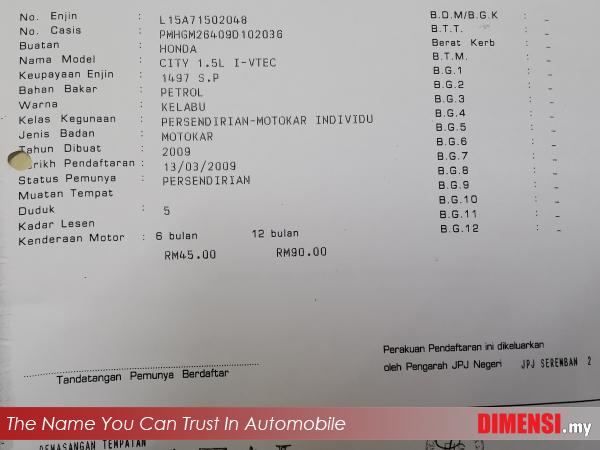 No. Enjin : L15A71502048
No. Casis : PMHGM26409D102036
Buatan : HONDA
Nama Model : CITY 1.5L I-VTEC
Keupayaan Enjin : 1497 S.P
Bahan Bakar : PETROL
Warna : KELABU
Kelas Kegunaan : PERSENDIRIAN-MOTOKAR INDIVIDU
Jenis Badan : MOTOKAR
Tahun Dibuat : 2009
rikh Pendaftaran : 13/03/2009
Status Pemunya : PERSENDIRIAN
Muatan Tempat
Duduk : 5
Kadar Lesen
Kenderaan Motor : 6 bulan 12 bulan
RM45.00 RM90.00
B.D.M/B.G.K : -
B.T.T. : -
Berat Kerb : -
B.T.M. : -
B.G.1 : -
B.G.2 : -
B.G.3 : -
B.G.4 : -
B.G.5 : -
B.G.6 : -
B.G.7 : -
B.G.8 : -
B.G.9 : -
B.G.10 : -
B.G.11 : -
B.G.12 : -
Tandatangan Pemunya Berdaftar
Perakuan Pendaftaran ini dikeluarkan
oleh Pengarah JPJ Negeri JPJ SEREMBAN 2
The Name You Can Trust In Automobile
DIMENSI.my
PEMASANGAN TEMPATAN